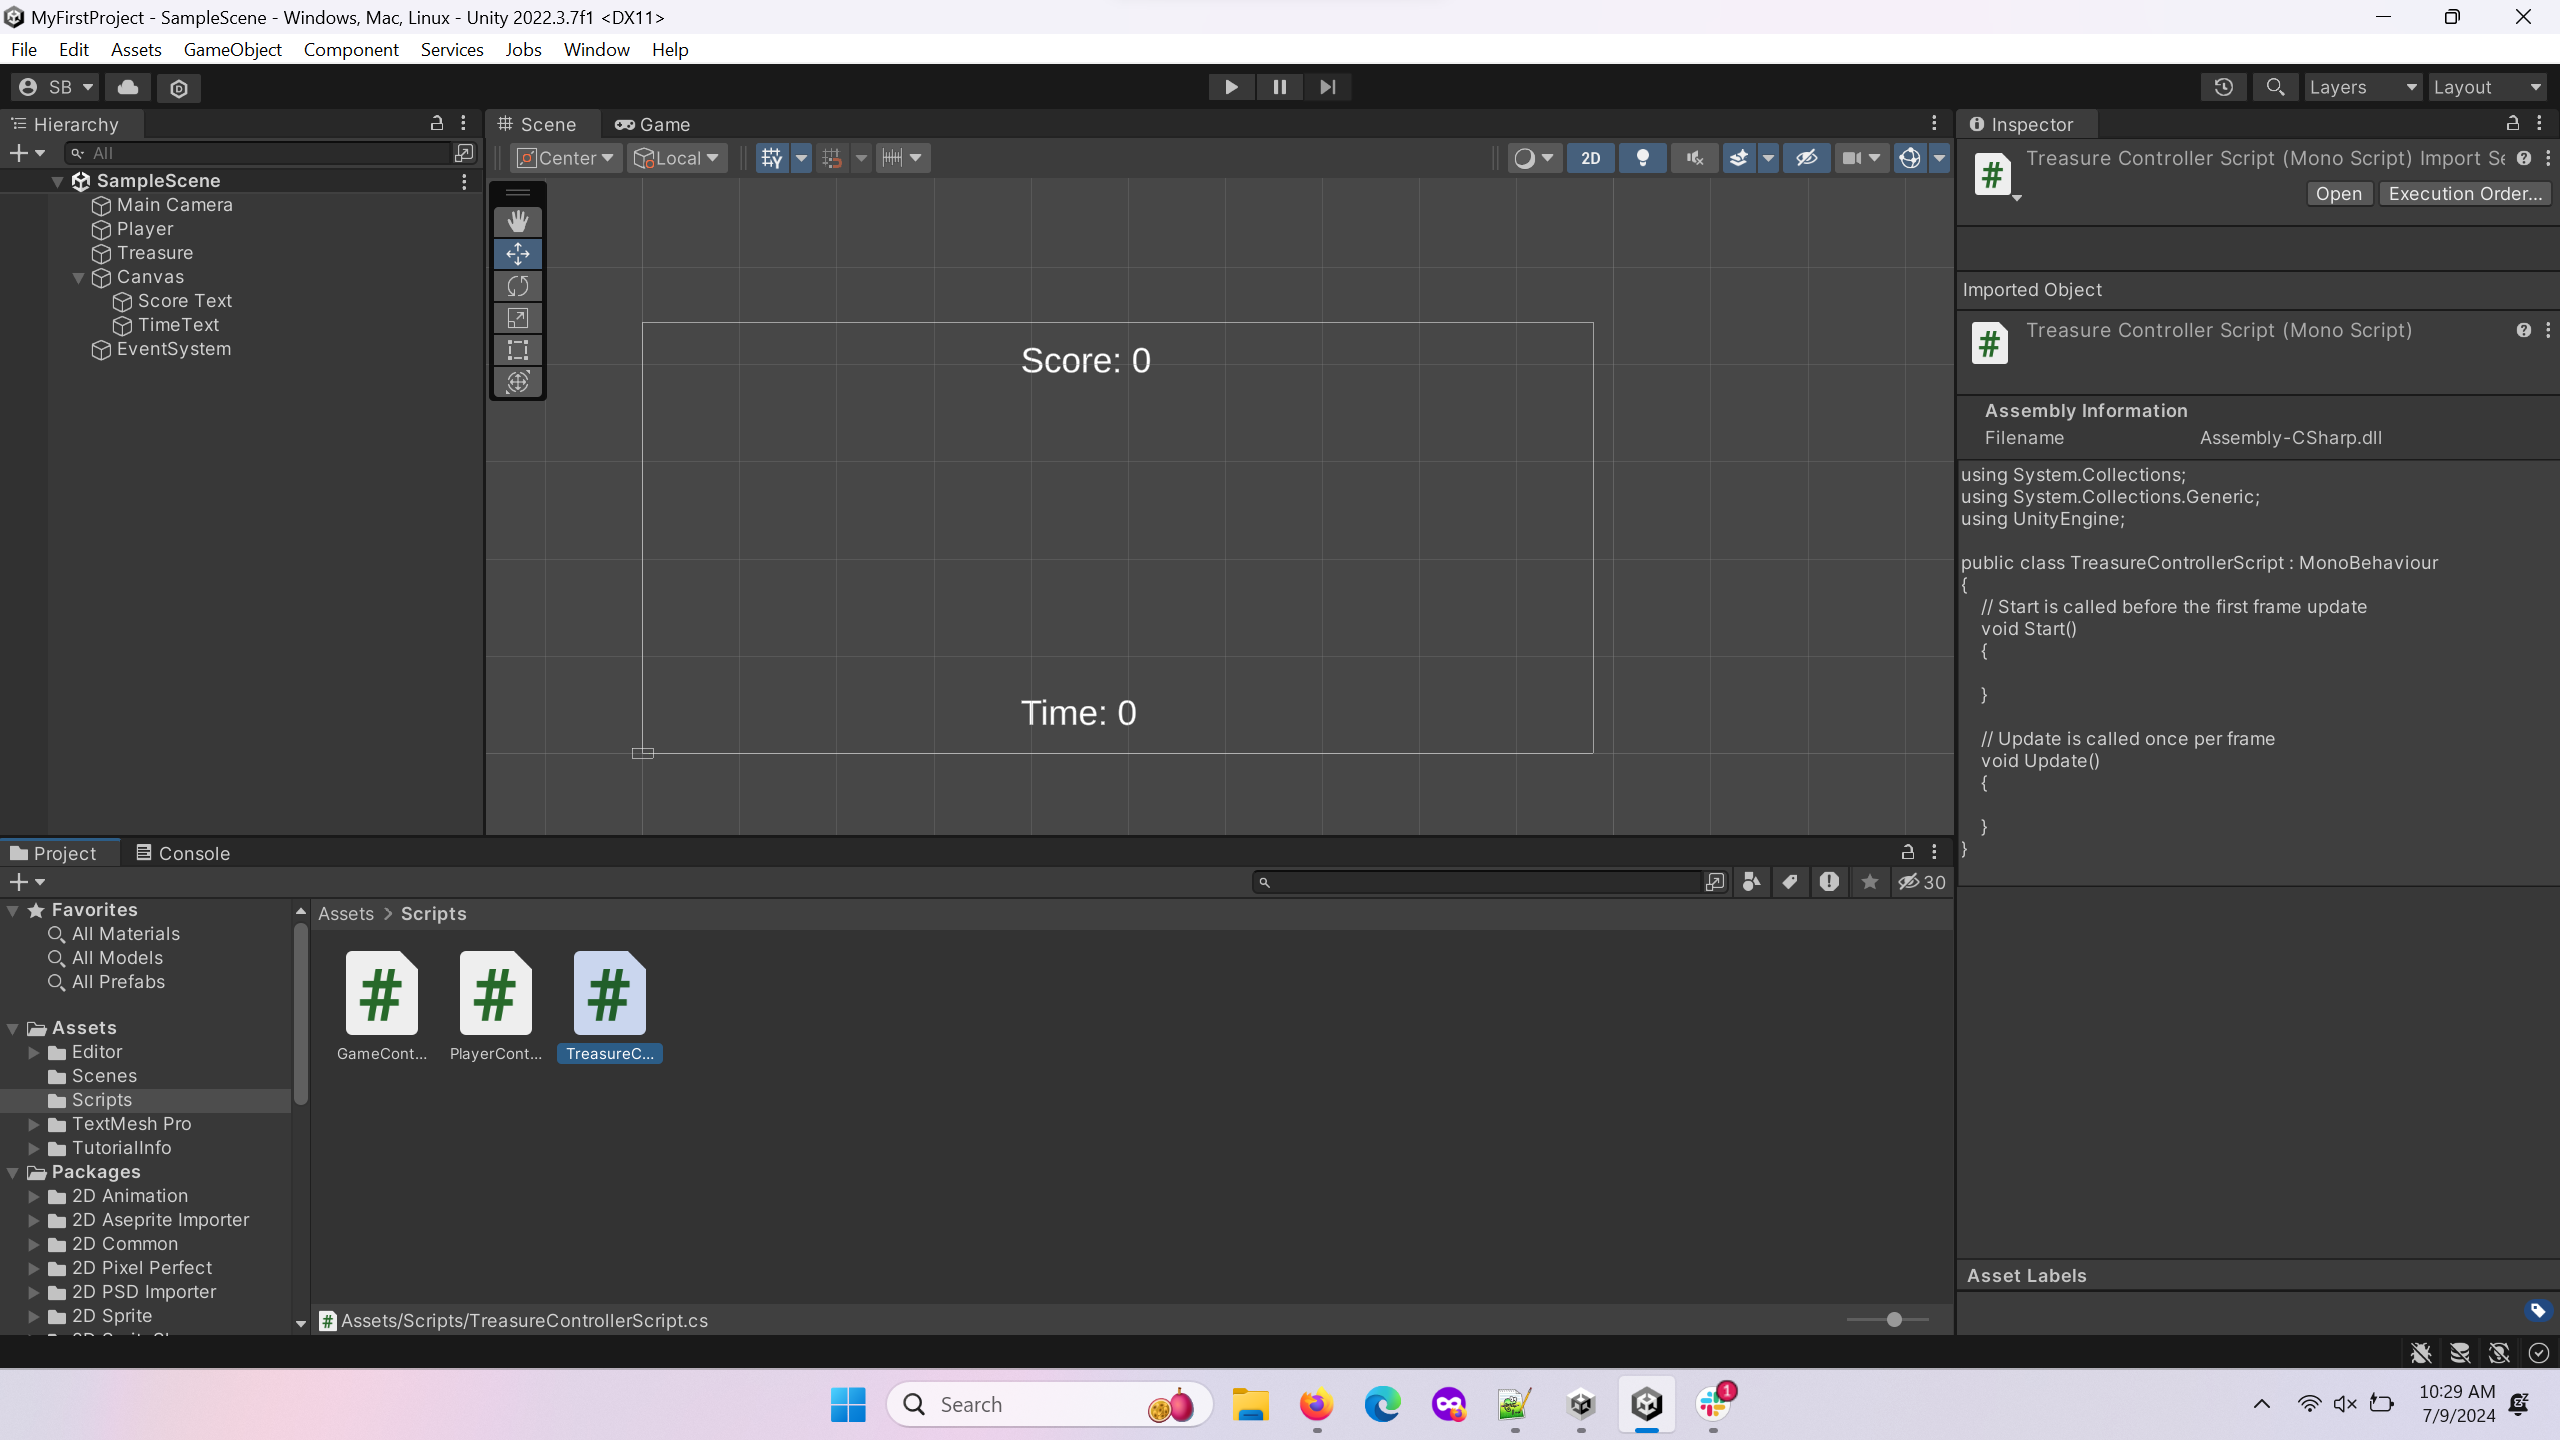 MyFirstProject - SampleScene - Windows, Mac, Linux - Unity 2022.3.7f1 <DX11>
File Edit Assets GameObject Component Services Jobs Window Help
SB
Layers
Layout
Hierarchy
All
SampleScene
Main Camera
Player
Treasure
Canvas
Score Text
TimeText
EventSystem
Scene
Game
Center
Local
2D
Score: 0
Time: 0
Inspector
Treasure Controller Script (Mono Script) Import Se
Open
Execution Order...
Imported Object
Treasure Controller Script (Mono Script)
Assembly Information
Filename Assembly-CSharp.dll
using System.Collections;
using System.Collections.Generic;
using UnityEngine;
public class TreasureControllerScript : MonoBehaviour
{
// Start is called before the first frame update
void Start()
{
}
// Update is called once per frame
void Update()
{
}
}
Asset Labels
Project
Console
30
Favorites
All Materials
All Models
All Prefabs
Assets
Editor
Scenes
Scripts
TextMesh Pro
TutorialInfo
Packages
2D Animation
2D Aseprite Importer
2D Common
2D Pixel Perfect
2D PSD Importer
2D Sprite
Assets > Scripts
GameCont...
PlayerCont...
TreasureC...
Assets/Scripts/TreasureControllerScript.cs
Search
1
10:29 AM
7/9/2024